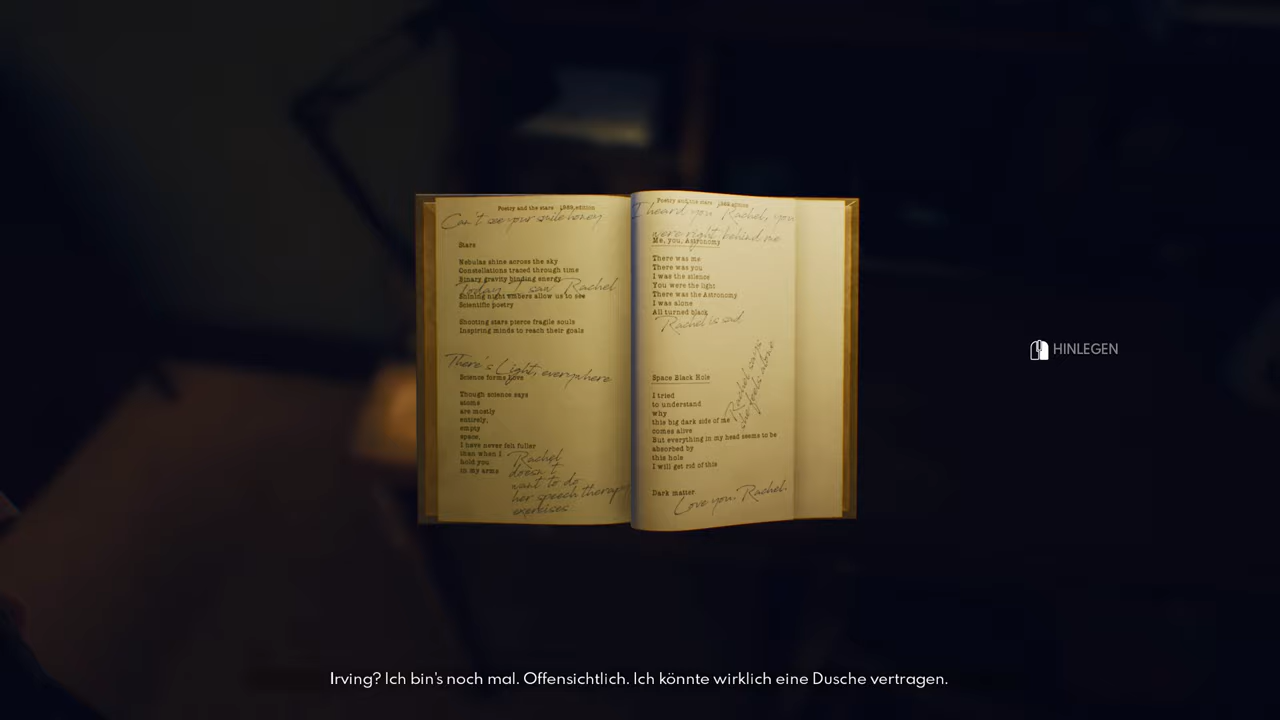 Poetry and the stars - 1989 edition
Can't see your smile honey
Stars
Nebulas shine across the sky
Constellations traced through time
Binary gravity binding energy
Today I saw Rachel
Shining night embers allow us to see
Scientific poetry
Shooting stars pierce fragile souls
Inspiring minds to reach their goals
There's Light, everywhere
Science forms Love
Though science says
atoms
are mostly
entirely,
empty
space,
I have never felt fuller
than when I
hold you
in my arms
Rachel
doesn't
want to do
her speech therapy
exercises.
Poetry and the stars - 1989 edition
I heard you Rachel, you
were right behind me
Me, you, Astronomy
There was me
There was you
I was the silence
You were the light
There was the Astronomy
I was alone
All turned black
Rachel is sad
Space Black Hole
I tried
to understand
why
this big dark side of me
comes alive
But everything in my head seems to be
absorbed by
this hole
I will get rid of this
Rachel says
she feels alone
Dark matter
Love you, Rachel.
HINLEGEN
Irving? Ich bin's noch mal. Offensichtlich. Ich könnte wirklich eine Dusche vertragen.